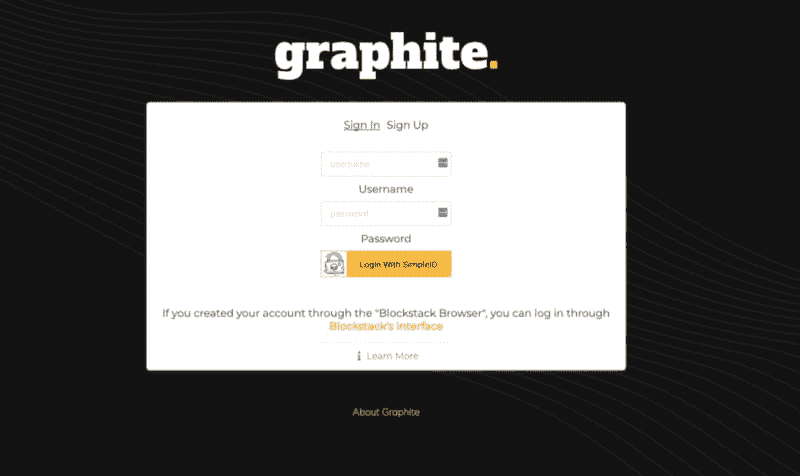 graphite.
Sign In Sign Up
username
Username
password
Password
Login With SimpleID
If you created your account through the "Blockstack Browser", you can log in through
Blockstack's interface
Learn More
About Graphite